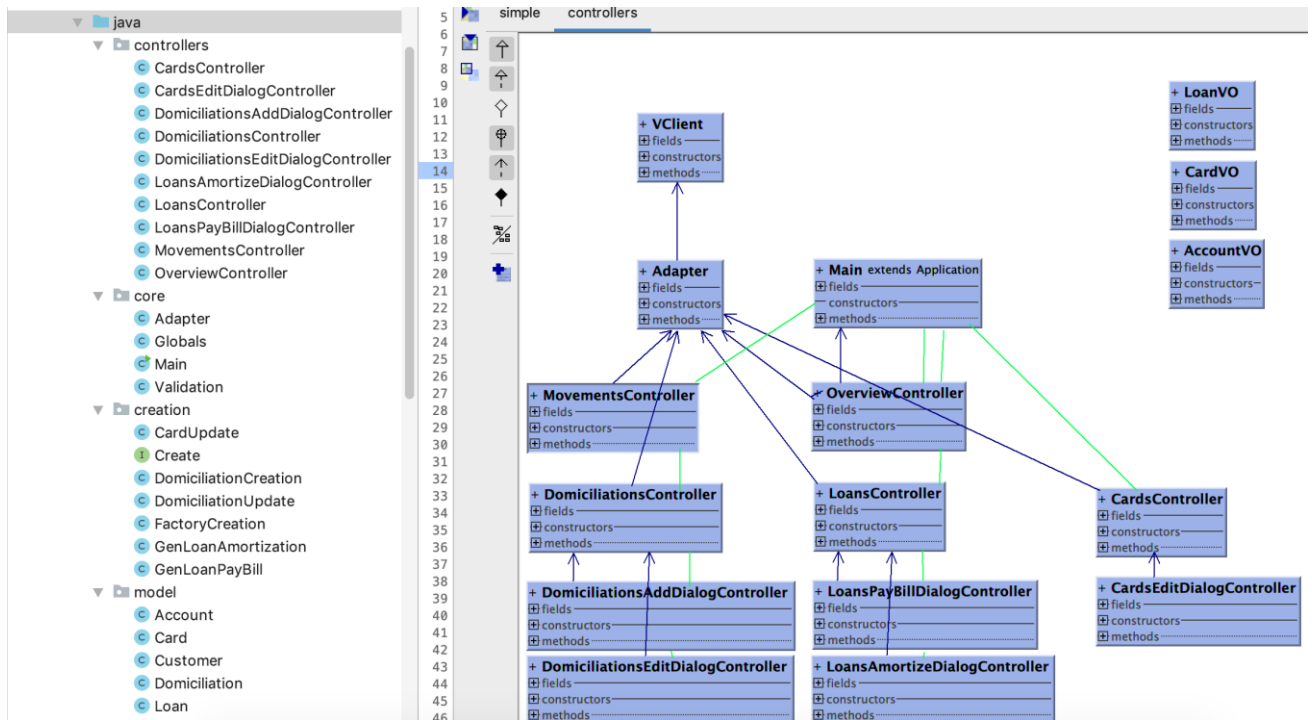 java
controllers
CardsController
CardsEditDialogController
DomiciliationsAddDialogController
DomiciliationsController
DomiciliationsEditDialogController
LoansAmortizeDialogController
LoansController
LoansPayBillDialogController
MovementsController
OverviewController
core
Adapter
Globals
Main
Validation
creation
CardUpdate
Create
DomiciliationCreation
DomiciliationUpdate
FactoryCreation
GenLoanAmortization
GenLoanPayBill
model
Account
Card
Customer
Domiciliation
Loan
5
6
7
8
9
10
11
12
13
14
15
16
17
18
19
20
21
22
23
24
25
26
27
28
29
30
31
32
33
34
35
36
37
38
39
40
41
42
43
44
45
46
simple controllers
+ LoanVO
fields
constructors
methods
+ VClient
fields
constructors
methods
+ CardVO
fields
constructors
methods
+ AccountVO
fields
constructors
methods
+ Adapter
fields
constructors
methods
+ Main extends Application
fields
constructors
methods
+ MovementsController
fields
constructors
methods
+ OverviewController
fields
constructors
methods
+ DomiciliationsController
fields
constructors
methods
+ LoansController
fields
constructors
methods
+ CardsController
fields
constructors
methods
+ DomiciliationsAddDialogController
fields
constructors
methods
+ LoansPayBillDialogController
fields
constructors
methods
+ CardsEditDialogController
fields
constructors
methods
+ DomiciliationsEditDialogController
fields
constructors
methods
+ LoansAmortizeDialogController
fields
constructors
methods